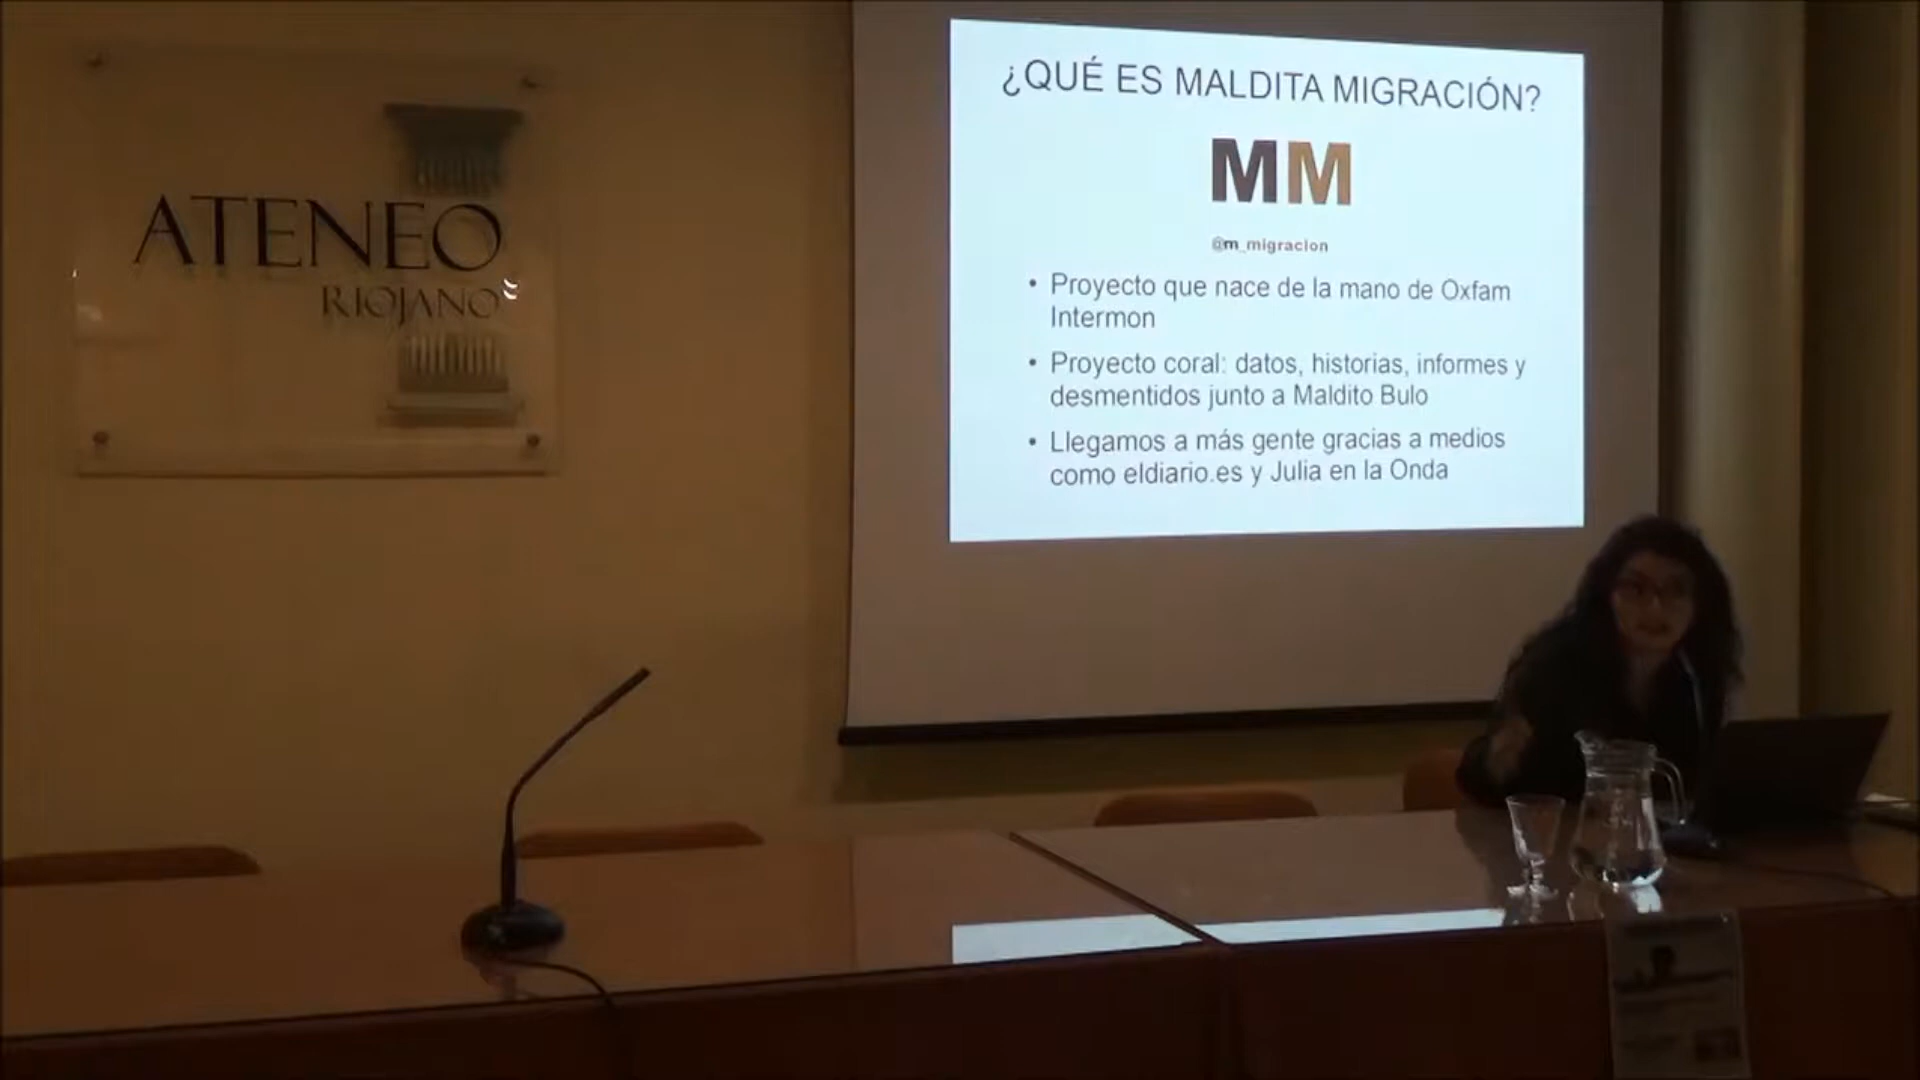 ATENEO
RIOJANO
¿QUÉ ES MALDITA MIGRACIÓN?
MM
@m_migracion
• Proyecto que nace de la mano de Oxfam
Intermon
• Proyecto coral: datos, historias, informes y
desmentidos junto a Maldito Bulo
• Llegamos a más gente gracias a medios
como eldiario.es y Julia en la Onda